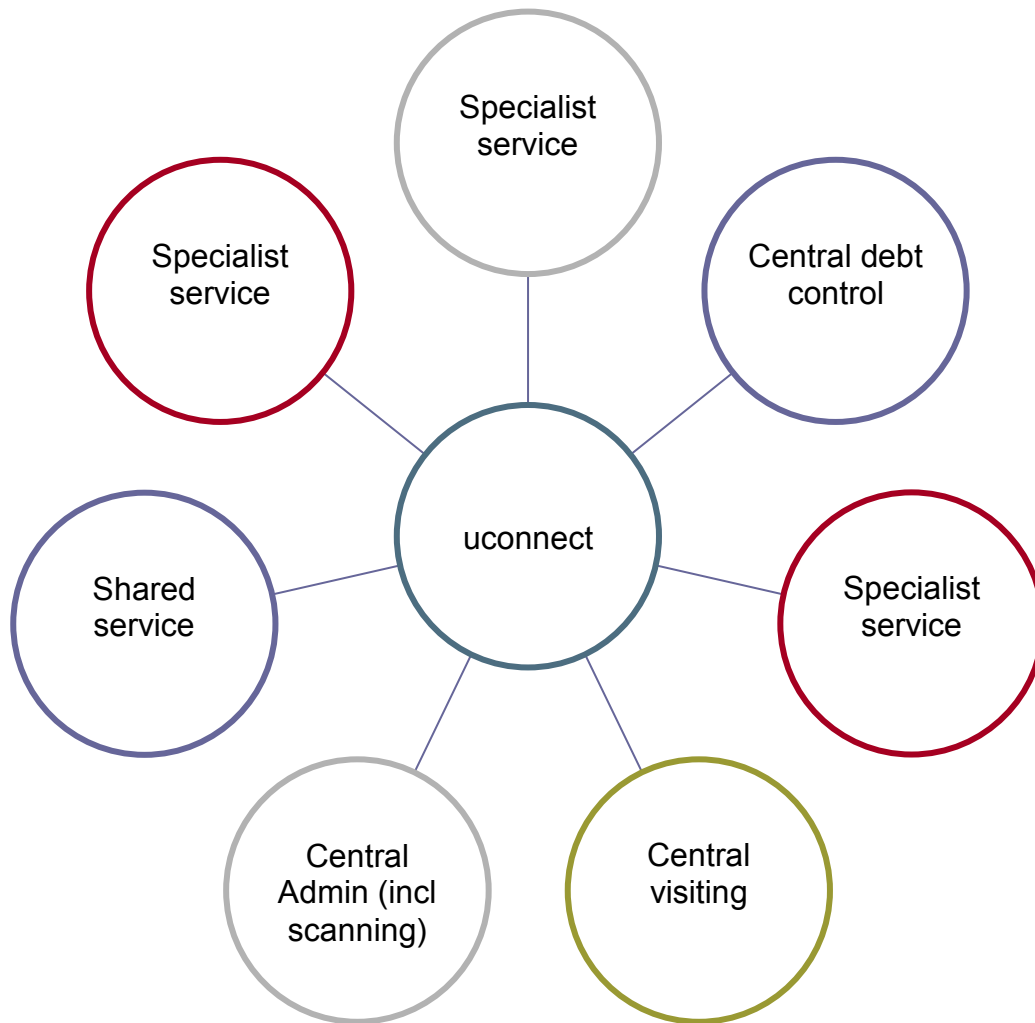 Specialist
service
Specialist
service
Central debt
control
uconnect
Shared
service
Specialist
service
Central
Admin (incl
scanning)
Central
visiting